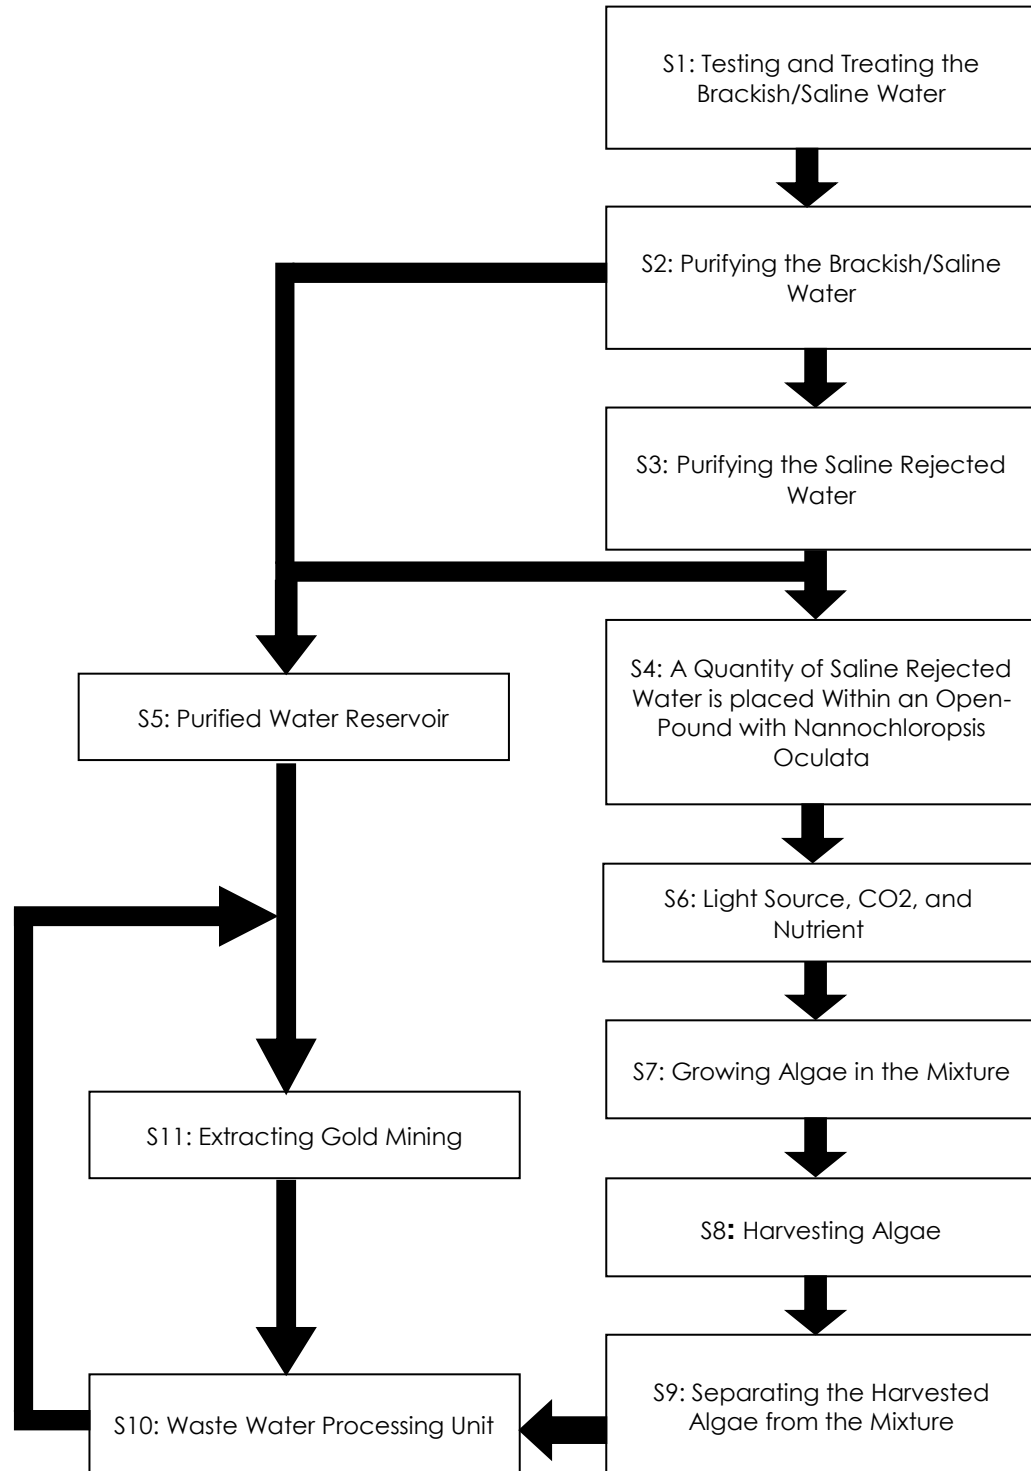 S1: Testing and Treating the
Brackish/Saline Water
S2: Purifying the Brackish/Saline
Water
S3: Purifying the Saline Rejected
Water
S4: A Quantity of Saline Rejected
Water is placed Within an Open-
Pound with Nannochloropsis
Oculata
S5: Purified Water Reservoir
S6: Light Source, CO2, and
Nutrient
S7: Growing Algae in the Mixture
S11: Extracting Gold Mining
S8: Harvesting Algae
S9: Separating the Harvested
Algae from the Mixture
S10: Waste Water Processing Unit